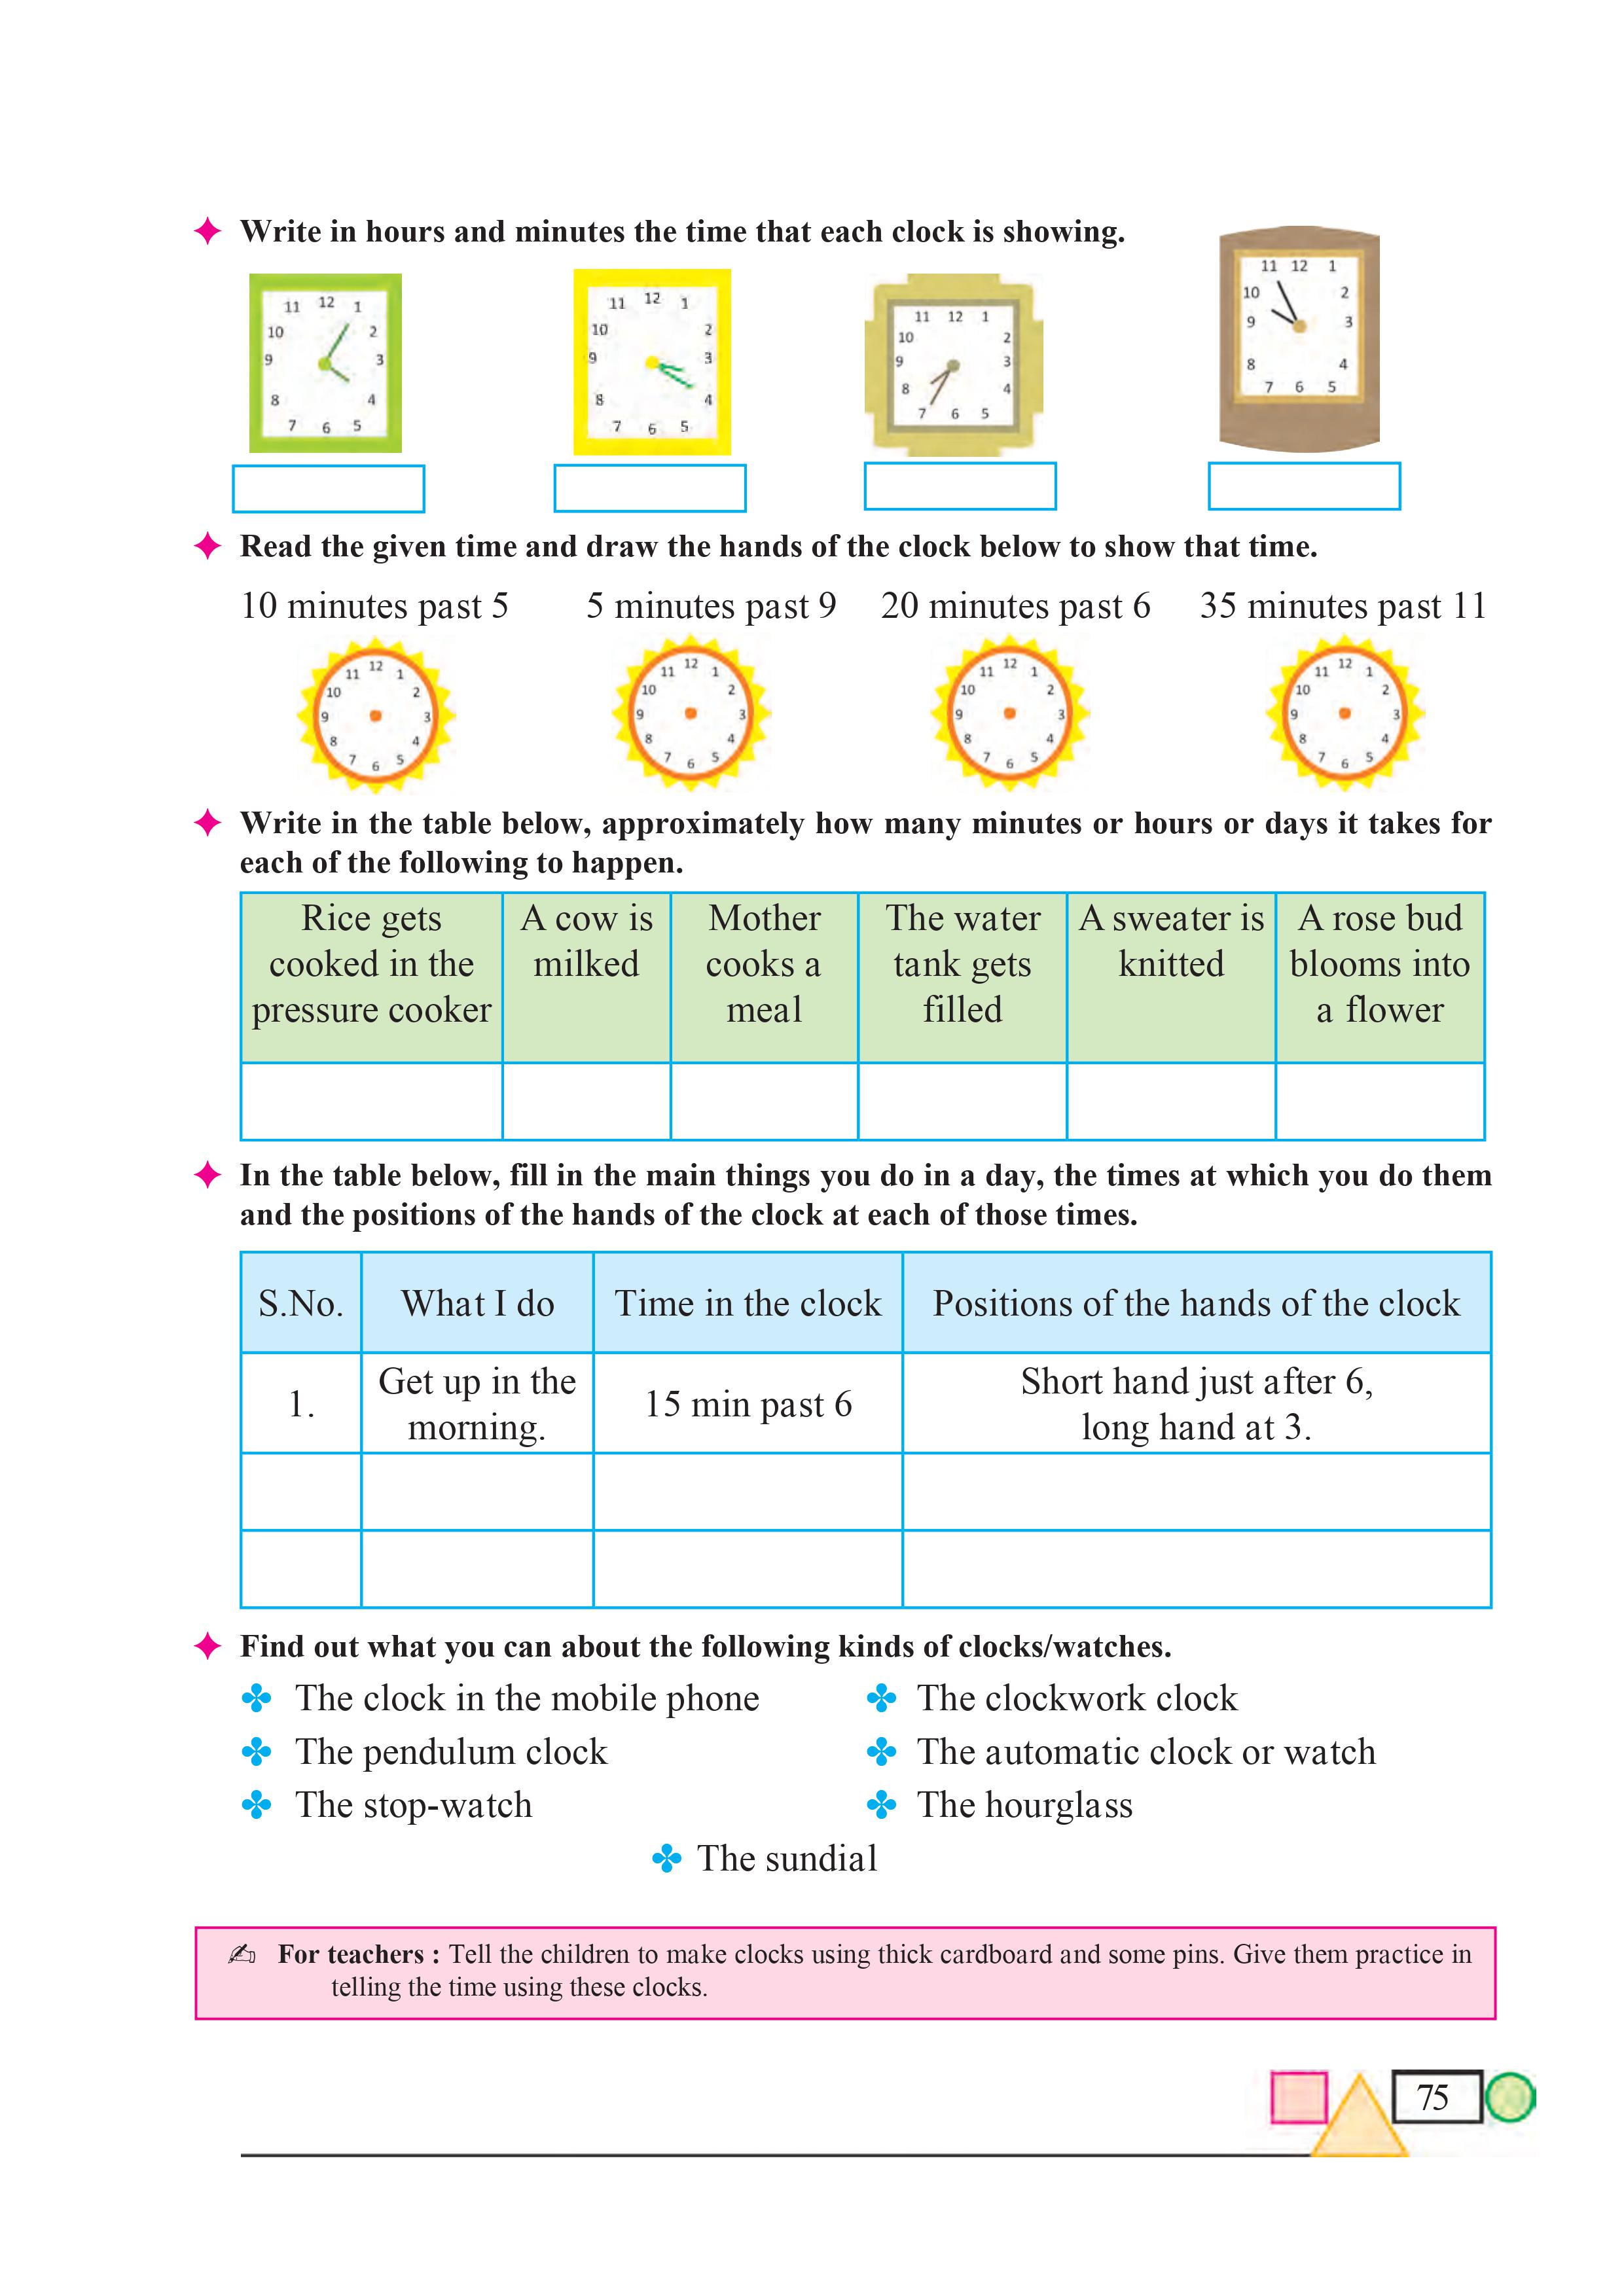 Write in hours and minutes the time that each clock is showing.
11 12 1
10 2
9 3
8 4
7 6 5
11 12 1
10 2
9 3
8 4
7 6 5
11 12 1
10 2
9 3
8 4
7 6 5
11 12 1
10 2
9 3
8 4
7 6 5
Read the given time and draw the hands of the clock below to show that time.
10 minutes past 5 5 minutes past 9 20 minutes past 6 35 minutes past 11
11 12 1
10 2
9 3
8 4
7 6 5
11 12 1
10 2
9 3
8 4
7 6 5
11 12 1
10 2
9 3
8 4
7 6 5
11 12 1
10 2
9 3
8 4
7 6 5
Write in the table below, approximately how many minutes or hours or days it takes for
each of the following to happen.
Rice gets
cooked in the
pressure cooker
A cow is
milked
Mother
cooks a
meal
The water
tank gets
filled
A sweater is
knitted
A rose bud
blooms into
a flower
In the table below, fill in the main things you do in a day, the times at which you do them
and the positions of the hands of the clock at each of those times.
S.No. What I do Time in the clock Positions of the hands of the clock
1.
Get up in the
morning.
15 min past 6
Short hand just after 6,
long hand at 3.
Find out what you can about the following kinds of clocks/watches.
The clock in the mobile phone
The clockwork clock
The pendulum clock
The automatic clock or watch
The stop-watch
The hourglass
The sundial
For teachers : Tell the children to make clocks using thick cardboard and some pins. Give them practice in
telling the time using these clocks.
75